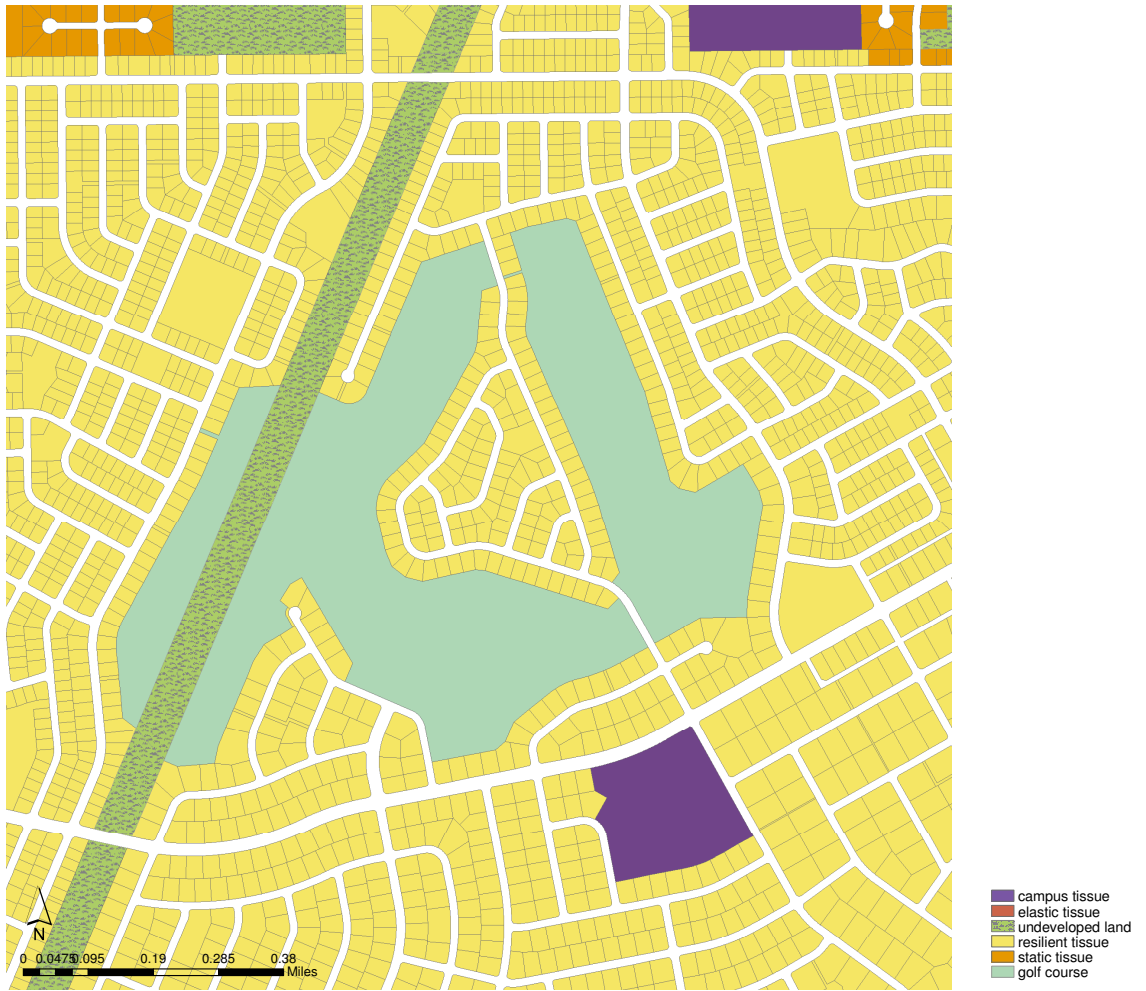 campus tissue
elastic tissue
undeveloped land
resilient tissue
static tissue
golf course
N
0 0.0475 0.095 0.19 0.285 0.38
Miles